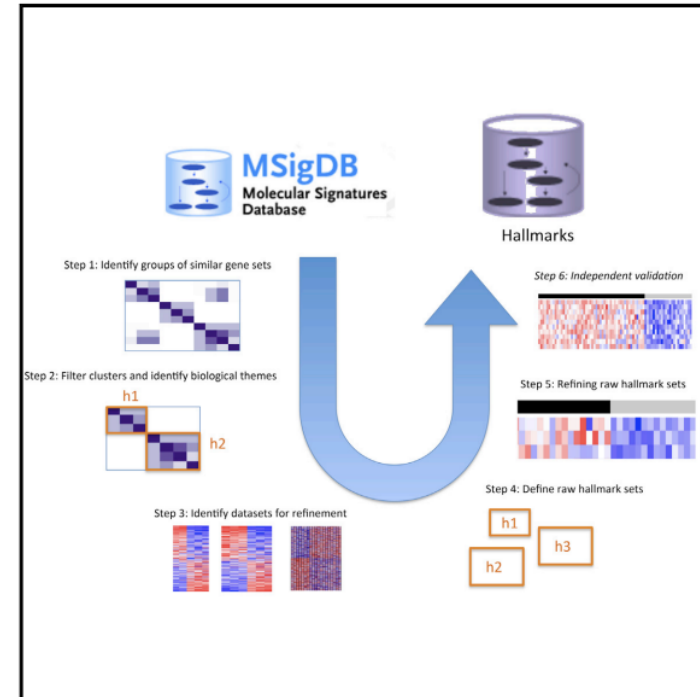 MSigDB
Molecular Signatures
Database
Hallmarks
Step 1: Identify groups of similar gene sets
Step 2: Filter clusters and identify biological themes
h1
h2
Step 3: Identify datasets for refinement
Step 4: Define raw hallmark sets
h1
h3
h2
Step 5: Refining raw hallmark sets
Step 6: Independent validation